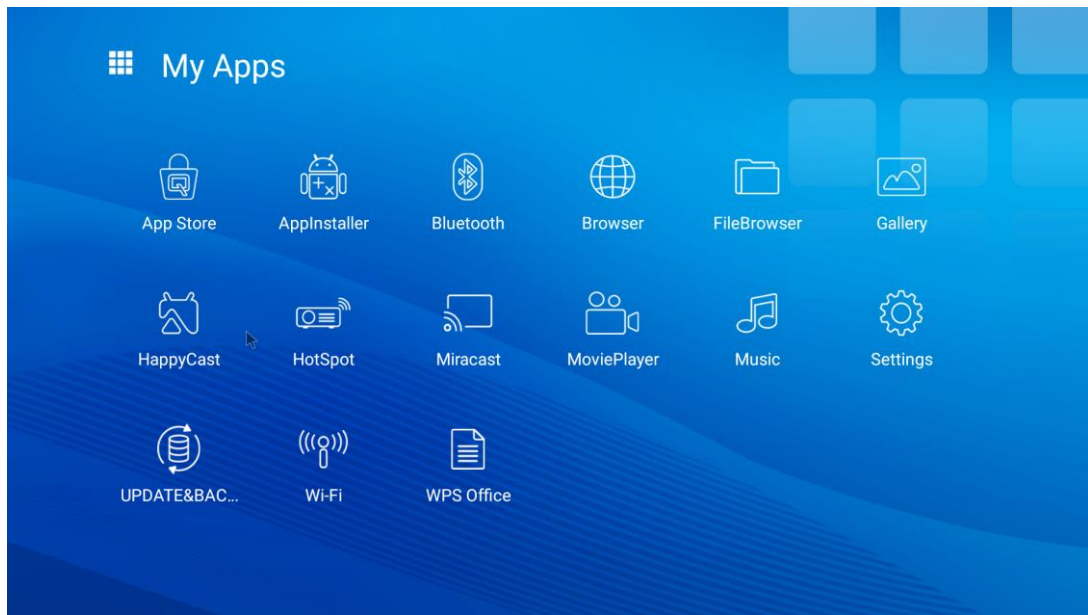 My Apps
App Store
AppInstaller
Bluetooth
Browser
FileBrowser
Gallery
HappyCast
HotSpot
Miracast
MoviePlayer
Music
Settings
UPDATE&BAC...
Wi-Fi
WPS Office